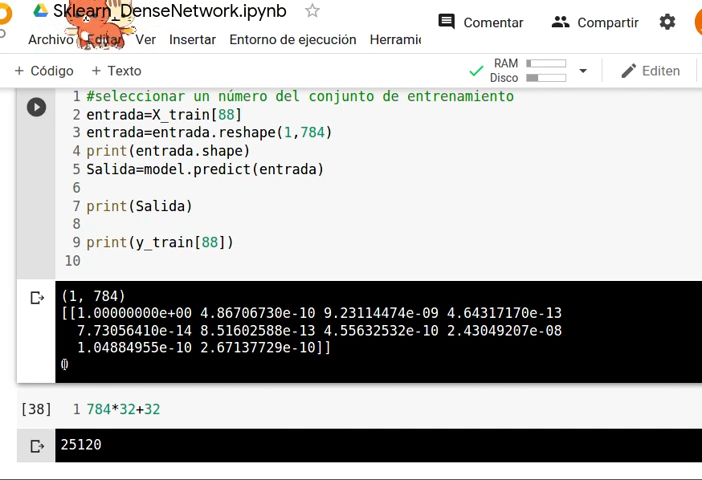 Sklearn_DenseNetwork.ipynb
Comentar
Compartir
Archivo Editar Ver Insertar Entorno de ejecución Herramie
+ Código + Texto
RAM
Disco
Editen
1 #seleccionar un número del conjunto de entrenamiento
2 entrada=X_train[88]
3 entrada=entrada.reshape(1,784)
4 print(entrada.shape)
5 Salida=model.predict(entrada)
6
7 print(Salida)
8
9 print(y_train[88])
10
(1, 784)
[[1.00000000e+00 4.86706730e-10 9.23114474e-09 4.64317170e-13
7.73056410e-14 8.51602588e-13 4.55632532e-10 2.43049207e-08
1.04884955e-10 2.67137729e-10]]
0
[38] 1 784*32+32
25120